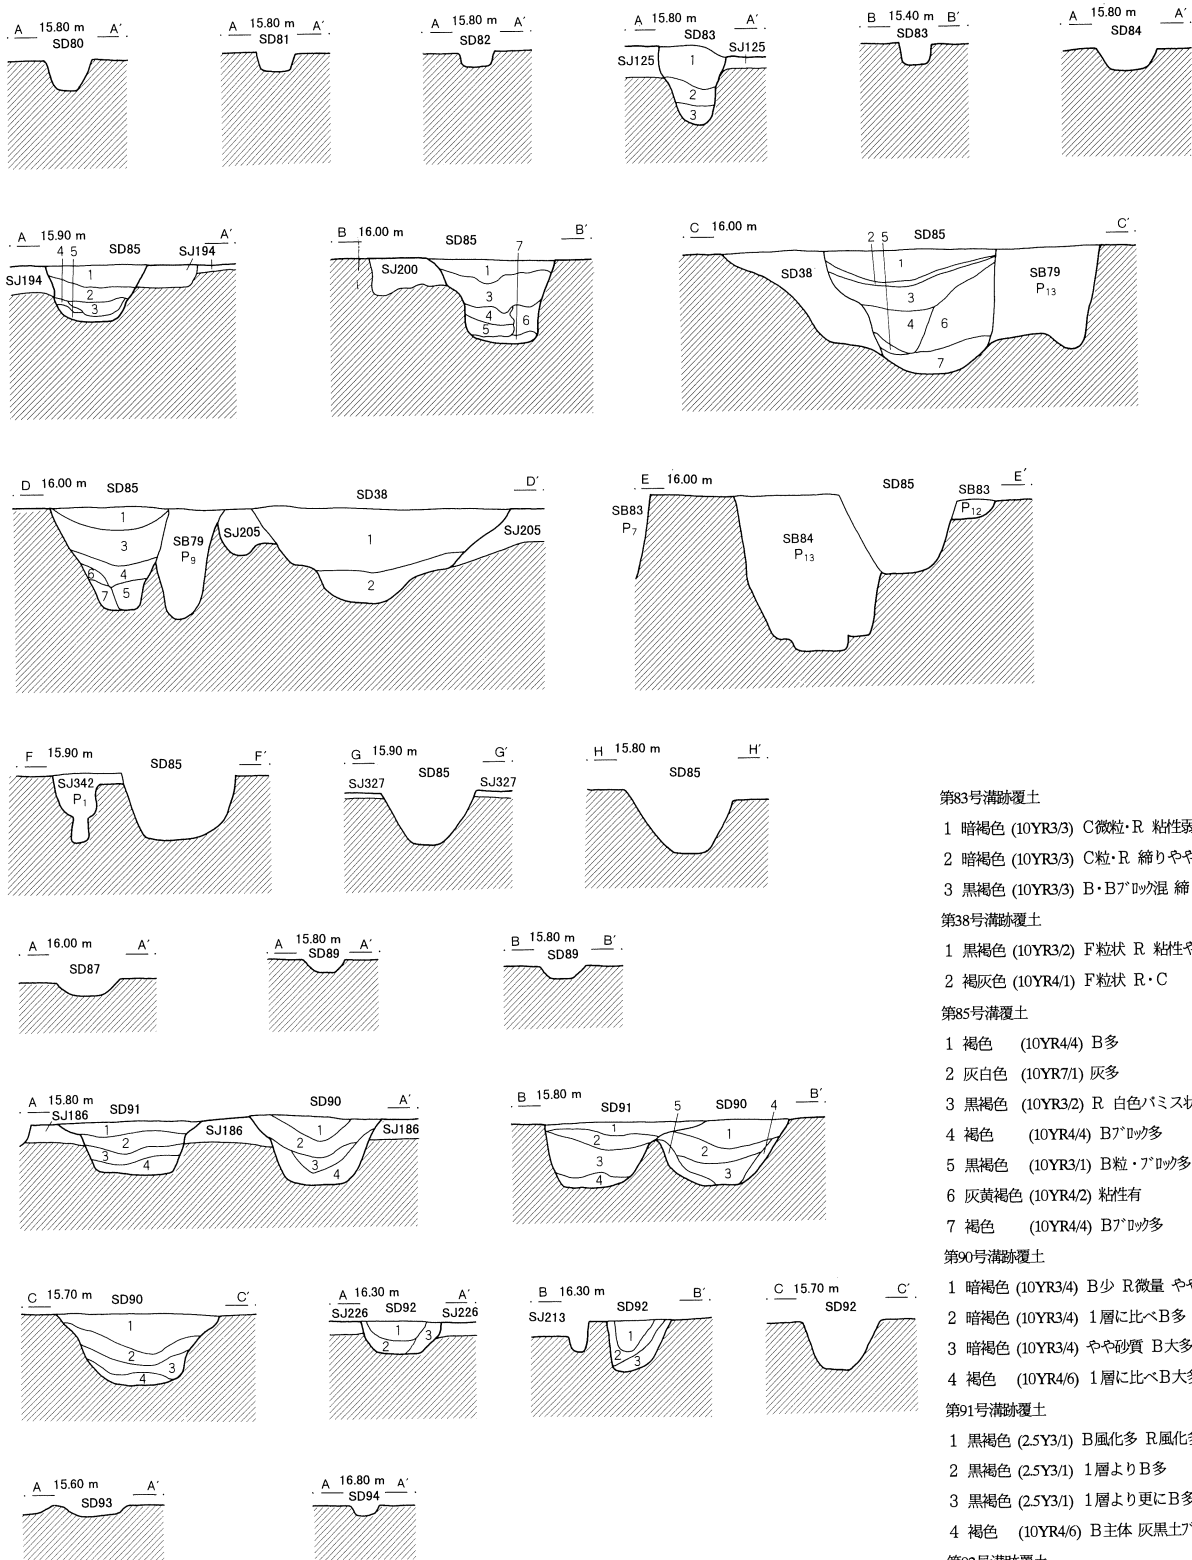 A 15.80 m A′
SD80
A 15.80 m A′
SD81
A 15.80 m A′
SD82
A 15.80 m A′
SD83
SJ125
SJ125
1
2
3
B 15.40 m B′
SD83
A 15.80 m A′
SD84
A 15.90 m A′
SD85
4 5
SJ194
SJ194
1
2
3
B 16.00 m B′
SD85
7
SJ200
1
3
4
5
6
C 16.00 m C′
SD85
2 5
SD38
1
3
4
6
7
SB79
P13
D 16.00 m D′
SD85
SD38
1
3
6
4
7
5
SB79
P9
SJ205
1
2
SJ205
E 16.00 m E′
SD85
SB83
P7
SB84
P13
SB83
P12
F 15.90 m F′
SD85
SJ342
P1
G 15.90 m G′
SD85
SJ327
SJ327
H 15.80 m H′
SD85
A 16.00 m A′
SD87
A 15.80 m A′
SD89
B 15.80 m B′
SD89
A 15.80 m A′
SJ186
SD91
SD90
1
2
3
4
SJ186
1
2
3
4
SJ186
B 15.80 m B′
SD91
5
SD90
4
1
2
3
4
1
2
3
C 15.70 m C′
SD90
1
2
3
4
A 16.30 m A′
SJ226
SD92
SJ226
1
2
3
B 16.30 m B′
SJ213
SD92
1
2
3
C 15.70 m C′
SD92
A 15.60 m A′
SD93
A 16.80 m A′
SD94
第83号溝跡覆土
1 暗褐色 (10YR3/3) C微粒・R 粘性弱
2 暗褐色 (10YR3/3) C粒・R 締りやや
3 黒褐色 (10YR3/3) B・Bブロック混 締
第38号溝跡覆土
1 黒褐色 (10YR3/2) F粒状 R 粘性や
2 褐灰色 (10YR4/1) F粒状 R・C
第85号溝覆土
1 褐色 (10YR4/4) B多
2 灰白色 (10YR7/1) 灰多
3 黒褐色 (10YR3/2) R 白色パミス状
4 褐色 (10YR4/4) Bブロック多
5 黒褐色 (10YR3/1) B粒・ブロック多
6 灰黄褐色 (10YR4/2) 粘性有
7 褐色 (10YR4/4) Bブロック多
第90号溝跡覆土
1 暗褐色 (10YR3/4) B少 R微量 やや
2 暗褐色 (10YR3/4) 1層に比べB多
3 暗褐色 (10YR3/4) やや砂質 B大多
4 褐色 (10YR4/6) 1層に比べB大多
第91号溝跡覆土
1 黒褐色 (2.5Y3/1) B風化多 R風化多
2 黒褐色 (2.5Y3/1) 1層よりB多
3 黒褐色 (2.5Y3/1) 1層より更にB多
4 褐色 (10YR4/6) B主体 灰黒土ブ